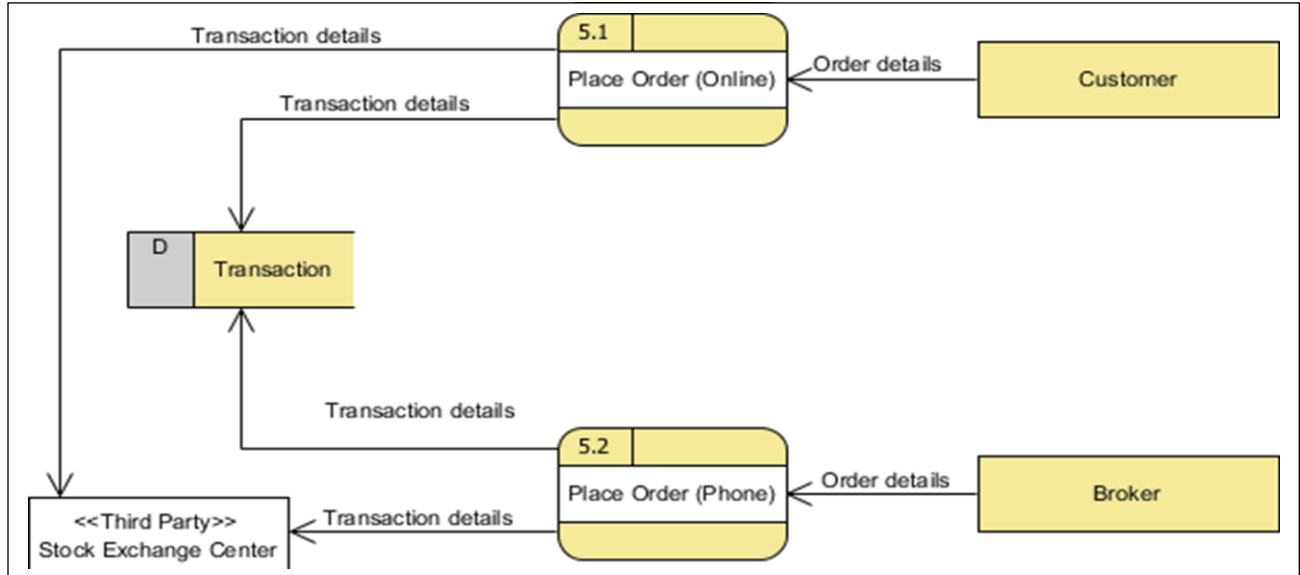 5.1
Transaction details
Order details
Place Order (Online)
Customer
Transaction details
D
Transaction
Transaction details
5.2
Order details
Place Order (Phone)
Broker
Transaction details
<<Third Party>>
Stock Exchange Center